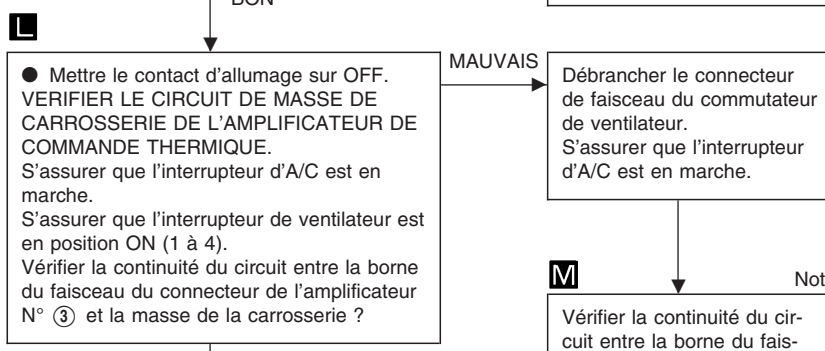 BON
L
● Mettre le contact d'allumage sur OFF.
VERIFIER LE CIRCUIT DE MASSE DE
CARROSSERIE DE L'AMPLIFICATEUR DE
COMMANDE THERMIQUE.
S'assurer que l'interrupteur d'A/C est en
marche.
S'assurer que l'interrupteur de ventilateur est
en position ON (1 à 4).
Vérifier la continuité du circuit entre la borne
du faisceau du connecteur de l'amplificateur
N° ③ et la masse de la carrosserie ?
MAUVAIS
Débrancher le connecteur
de faisceau du commutateur
de ventilateur.
S'assurer que l'interrupteur
d'A/C est en marche.
M
Not
Vérifier la continuité du cir-
cuit entre la borne du fais-